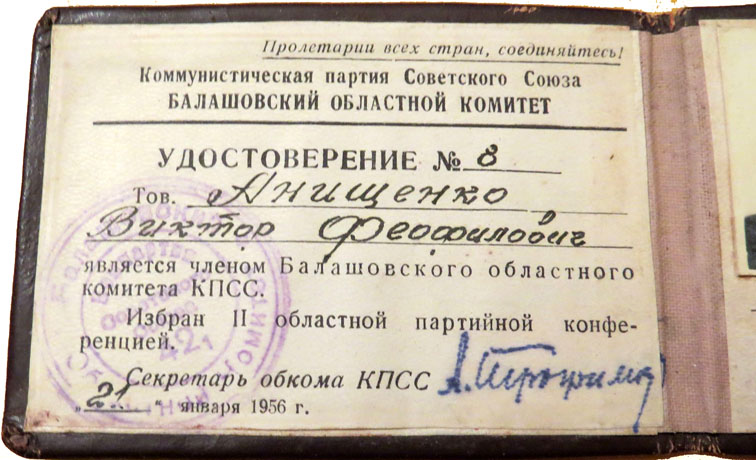 Пролетарии всех стран, соединяйтесь!
Коммунистическая партия Советского Союза
БАЛАШОВСКИЙ ОБЛАСТНОЙ КОМИТЕТ
УДОСТОВЕРЕНИЕ № 8
Тов. Анищенко
Виктор Феофилович
является членом Балашовского областного
комитета КПСС.
Избран II областной партийной конфе-
ренцией.
Секретарь обкома КПСС
„21“ января 1956 г.